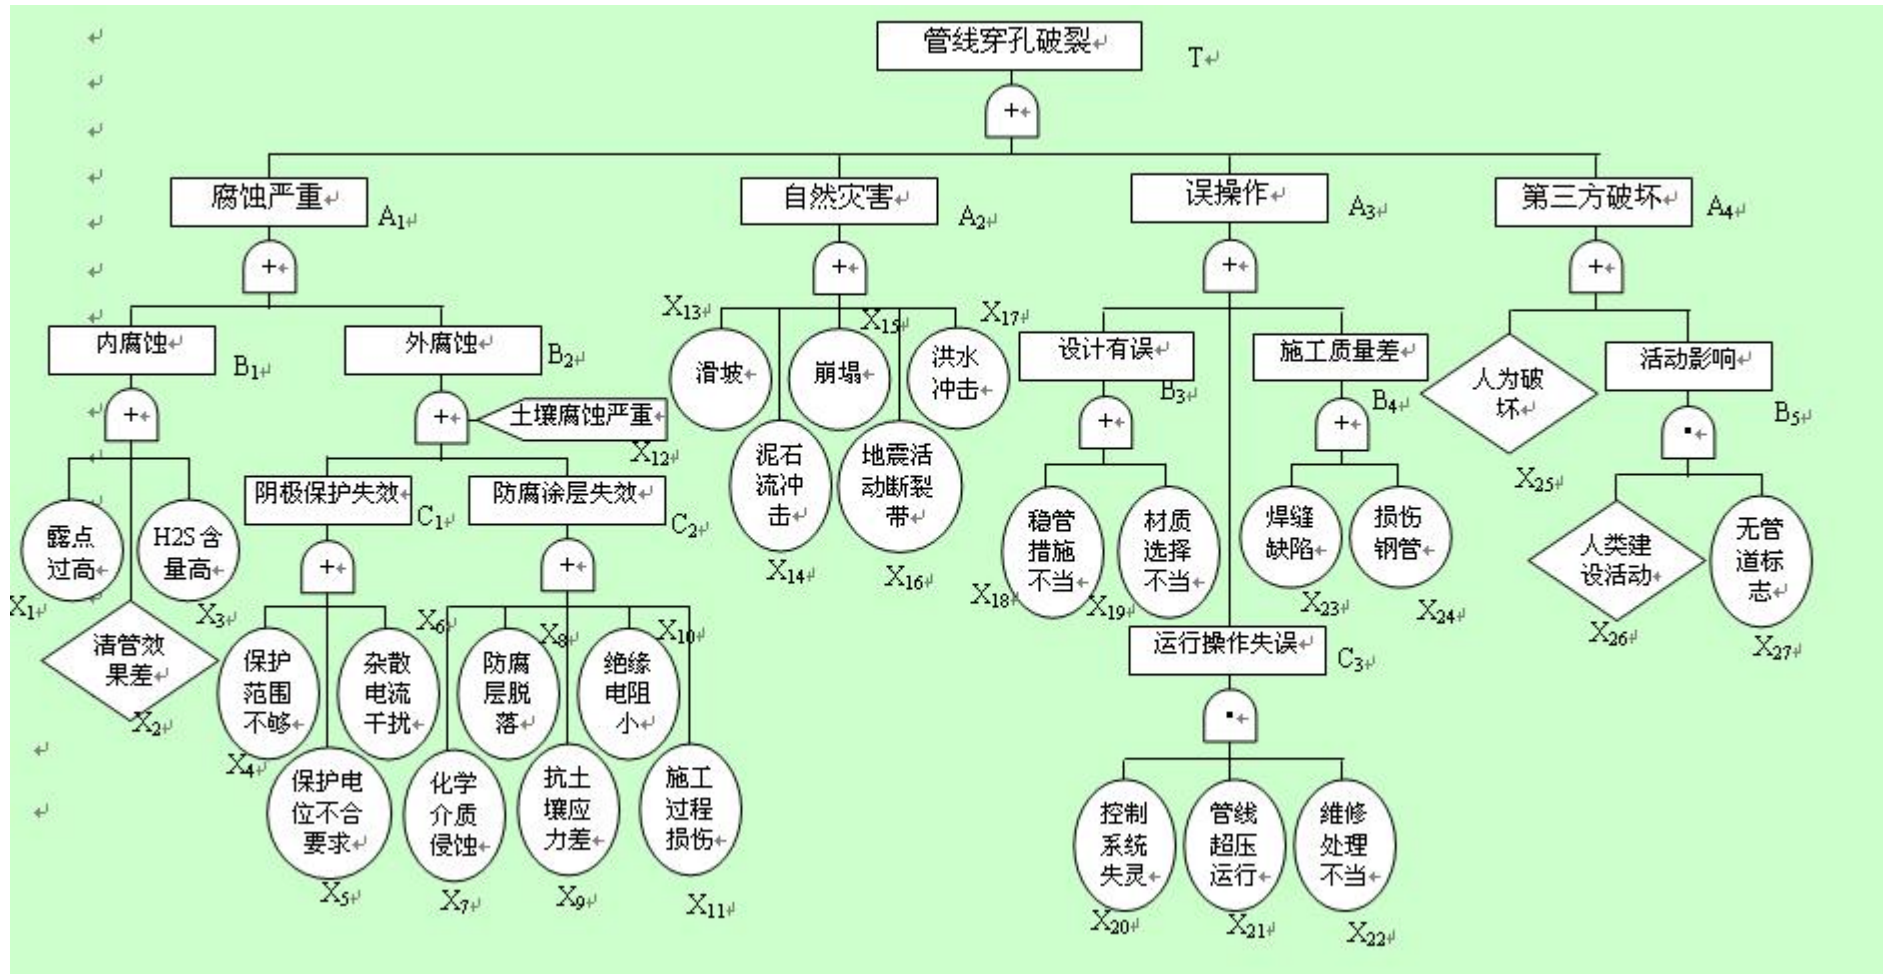 管线穿孔破裂
T
+
腐蚀严重
A1
自然灾害
A2
误操作
A3
第三方破坏
A4
+
+
+
+
内腐蚀
B1
外腐蚀
B2
X13
X15
X17
滑坡
崩塌
洪水
冲击
泥石
流冲
击
X14
地震活
动断裂
带
X16
设计有误
B3
施工质量差
B4
人为破
坏
X25
活动影响
B5
+
+
土壤腐蚀严重
X12
+
+
▪
露点
过高
X1
H2S含
量高
X3
清管效
果差
X2
阴极保护失效
C1
防腐涂层失效
C2
+
+
稳管
措施
不当
X18
材质
选择
不当
X19
焊缝
缺陷
X23
损伤
钢管
X24
人类建
设活动
X26
无管
道标
志
X27
保护
范围
不够
X4
杂散
电流
干扰
X6
防腐
层脱
落
X8
绝缘
电阻
小
X10
保护电
位不合
要求
X5
化学
介质
侵蚀
X7
抗土
壤应
力差
X9
施工
过程
损伤
X11
运行操作失误
C3
▪
控制
系统
失灵
X20
管线
超压
运行
X21
维修
处理
不当
X22